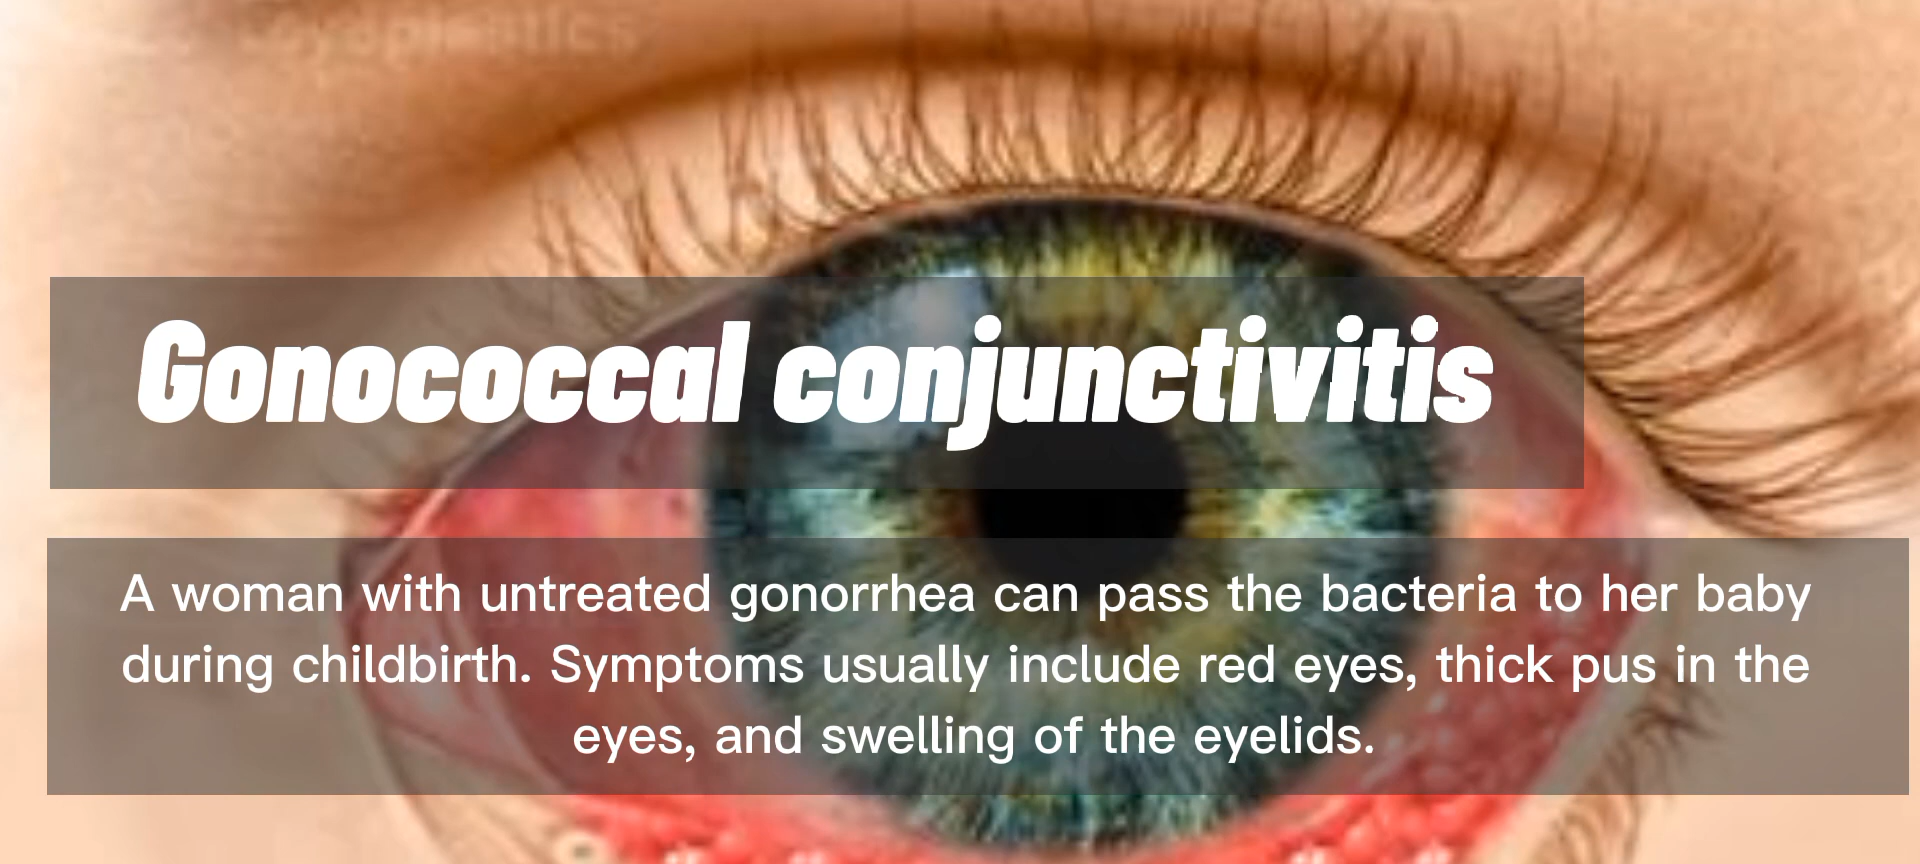 Gonococcal conjunctivitis
A woman with untreated gonorrhea can pass the bacteria to her baby
during childbirth. Symptoms usually include red eyes, thick pus in the
eyes, and swelling of the eyelids.